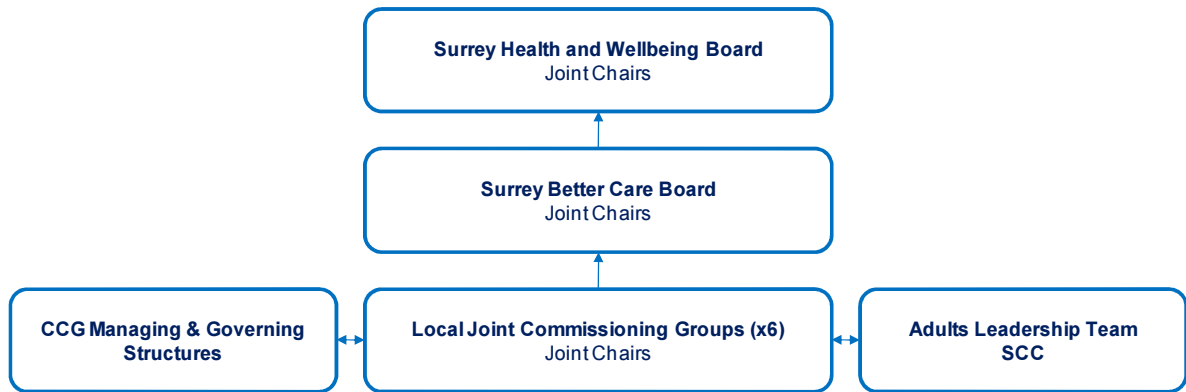 Surrey Health and Wellbeing Board
Joint Chairs
Surrey Better Care Board
Joint Chairs
CCG Managing & Governing
Structures
Local Joint Commissioning Groups (x6)
Joint Chairs
Adults Leadership Team
SCC